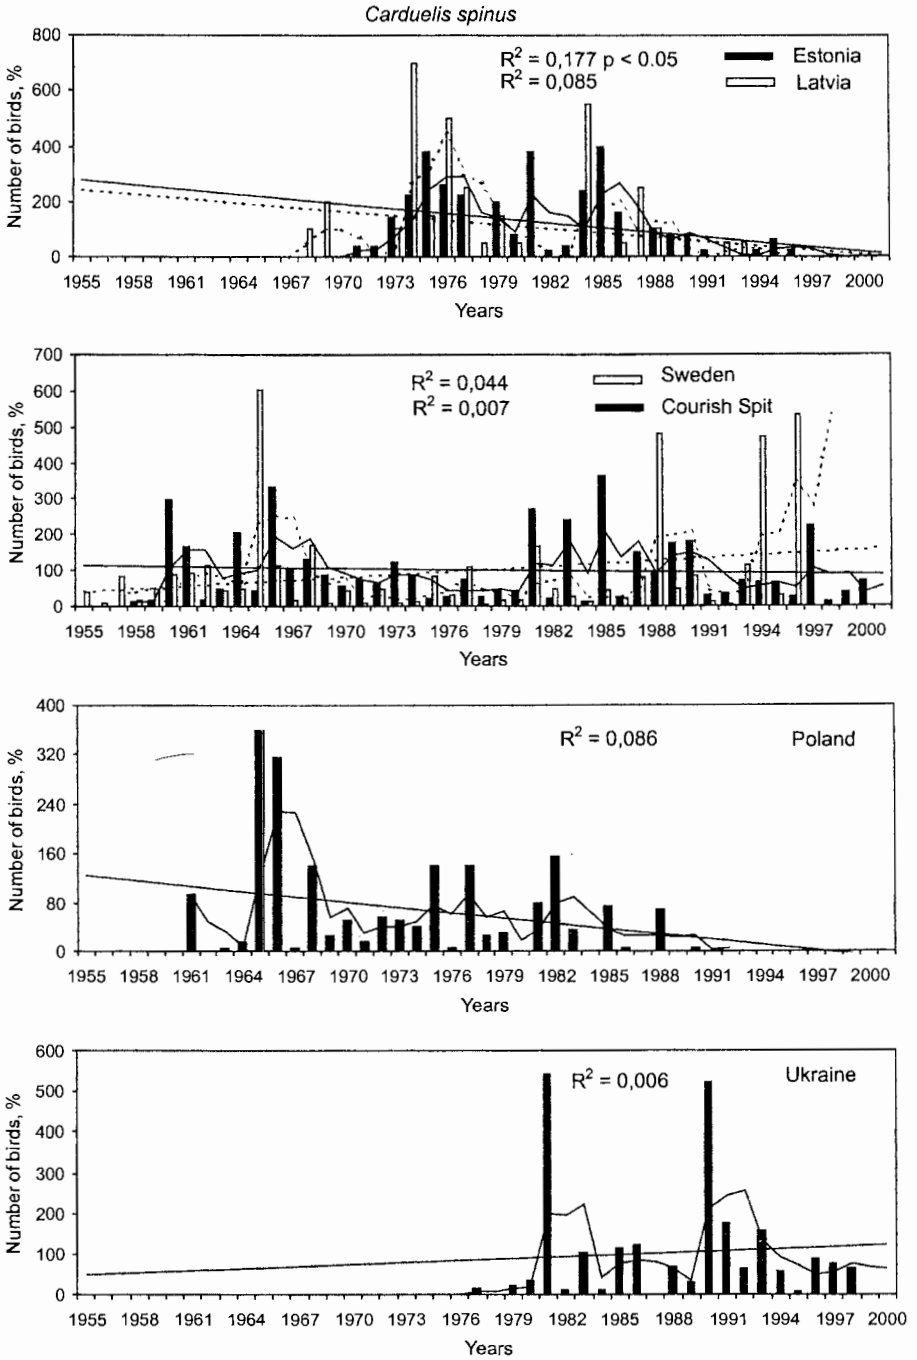 Carduelis spinus
800
600
400
200
0
Number of birds, %
R² = 0,177 p < 0.05
R² = 0,085
Estonia
Latvia
1955 1958 1961 1964 1967 1970 1973 1976 1979 1982 1985 1988 1991 1994 1997 2000
Years
700
600
500
400
300
200
100
0
Number of birds, %
R² = 0,044
R² = 0,007
Sweden
Courish Spit
1955 1958 1961 1964 1967 1970 1973 1976 1979 1982 1985 1988 1991 1994 1997 2000
Years
400
320
240
160
80
0
Number of birds, %
R² = 0,086
Poland
1955 1958 1961 1964 1967 1970 1973 1976 1979 1982 1985 1988 1991 1994 1997 2000
Years
600
500
400
300
200
100
0
Number of birds, %
R² = 0,006
Ukraine
1955 1958 1961 1964 1967 1970 1973 1976 1979 1982 1985 1988 1991 1994 1997 2000
Years